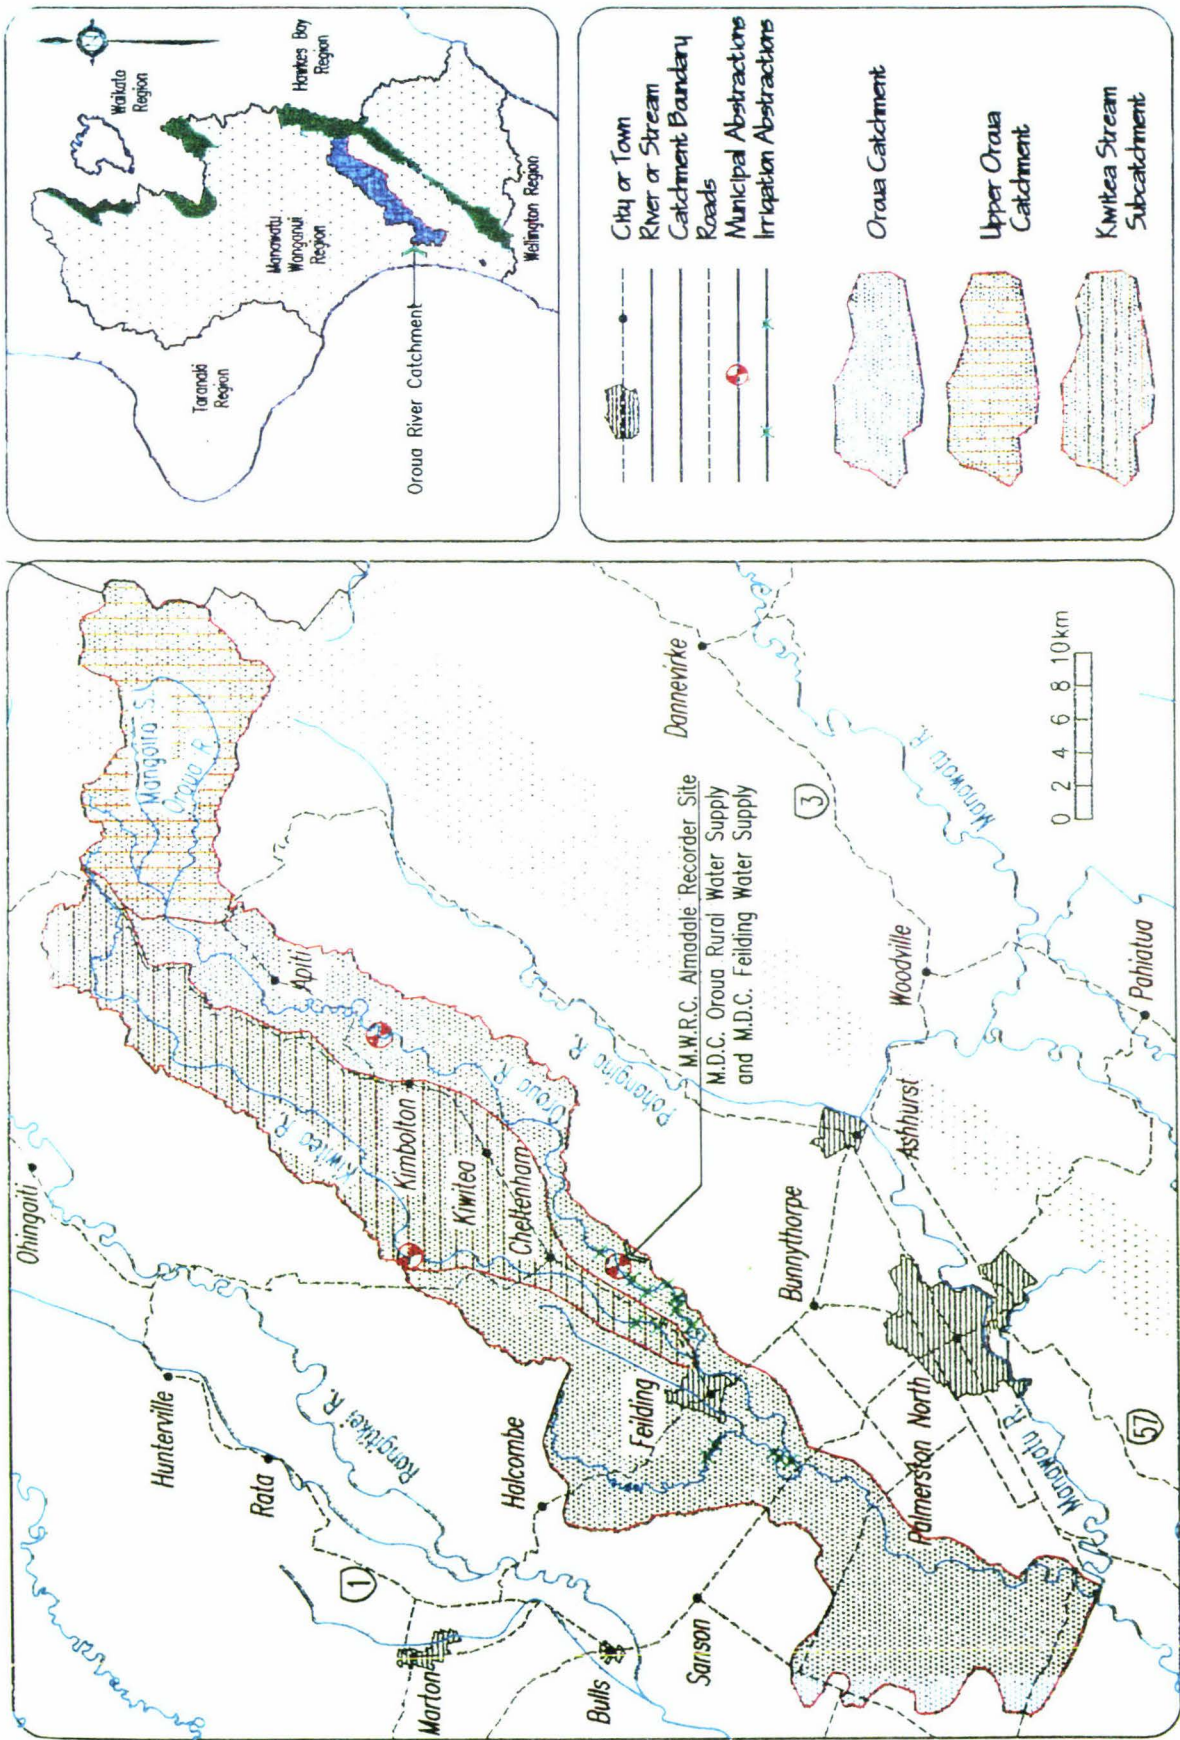 Ohingaiti
Hunterville
Rata
Rangitikei R.
1
Marton
Bulls
Sanson
Halcombe
Feilding
Kiwitea R.
Kimbolton
Kiwitea
Cheltenham
Apiti
Mangoira S.
Oroua R.
Oroua R.
Pohangina R.
M.W.R.C. Almadale Recorder Site
M.D.C. Oroua Rural Water Supply
and M.D.C. Feilding Water Supply
Dannevirke
3
Manawatu R.
Woodville
Pahiatua
Ashhurst
Bunnythorpe
Palmerston North
Manawatu R.
57
0 2 4 6 8 10km
Waikato
Region
Hawkes Bay
Region
Taranaki
Region
Manawatu
Wanganui
Region
Wellington Region
Oroua River Catchment
N
City or Town
River or Stream
Catchment Boundary
Roads
Municipal Abstractions
Irrigation Abstractions
Oroua Catchment
Upper Oroua
Catchment
Kiwitea Stream
Subcatchment